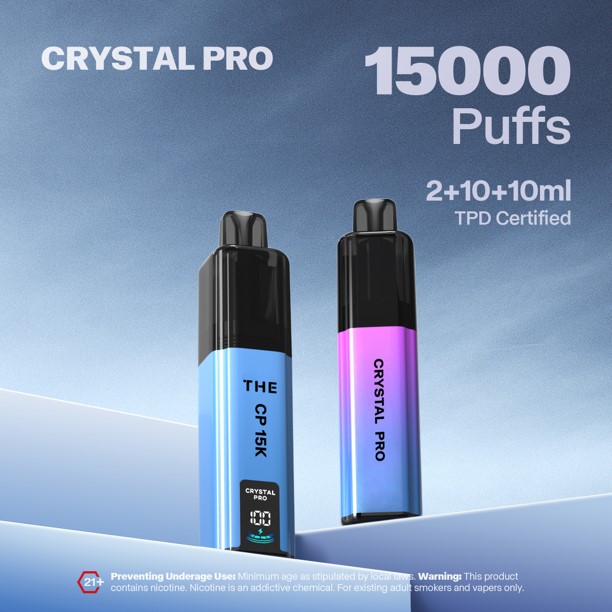 CRYSTAL PRO
15000
Puffs
2+10+10ml
TPD Certified
THE
CP 15K
CRYSTAL
PRO
100
CRYSTAL PRO
21+
Preventing Underage Use: Minimum age as stipulated by local laws. Warning: This product
contains nicotine. Nicotine is an addictive chemical. For existing adult smokers and vapers only.